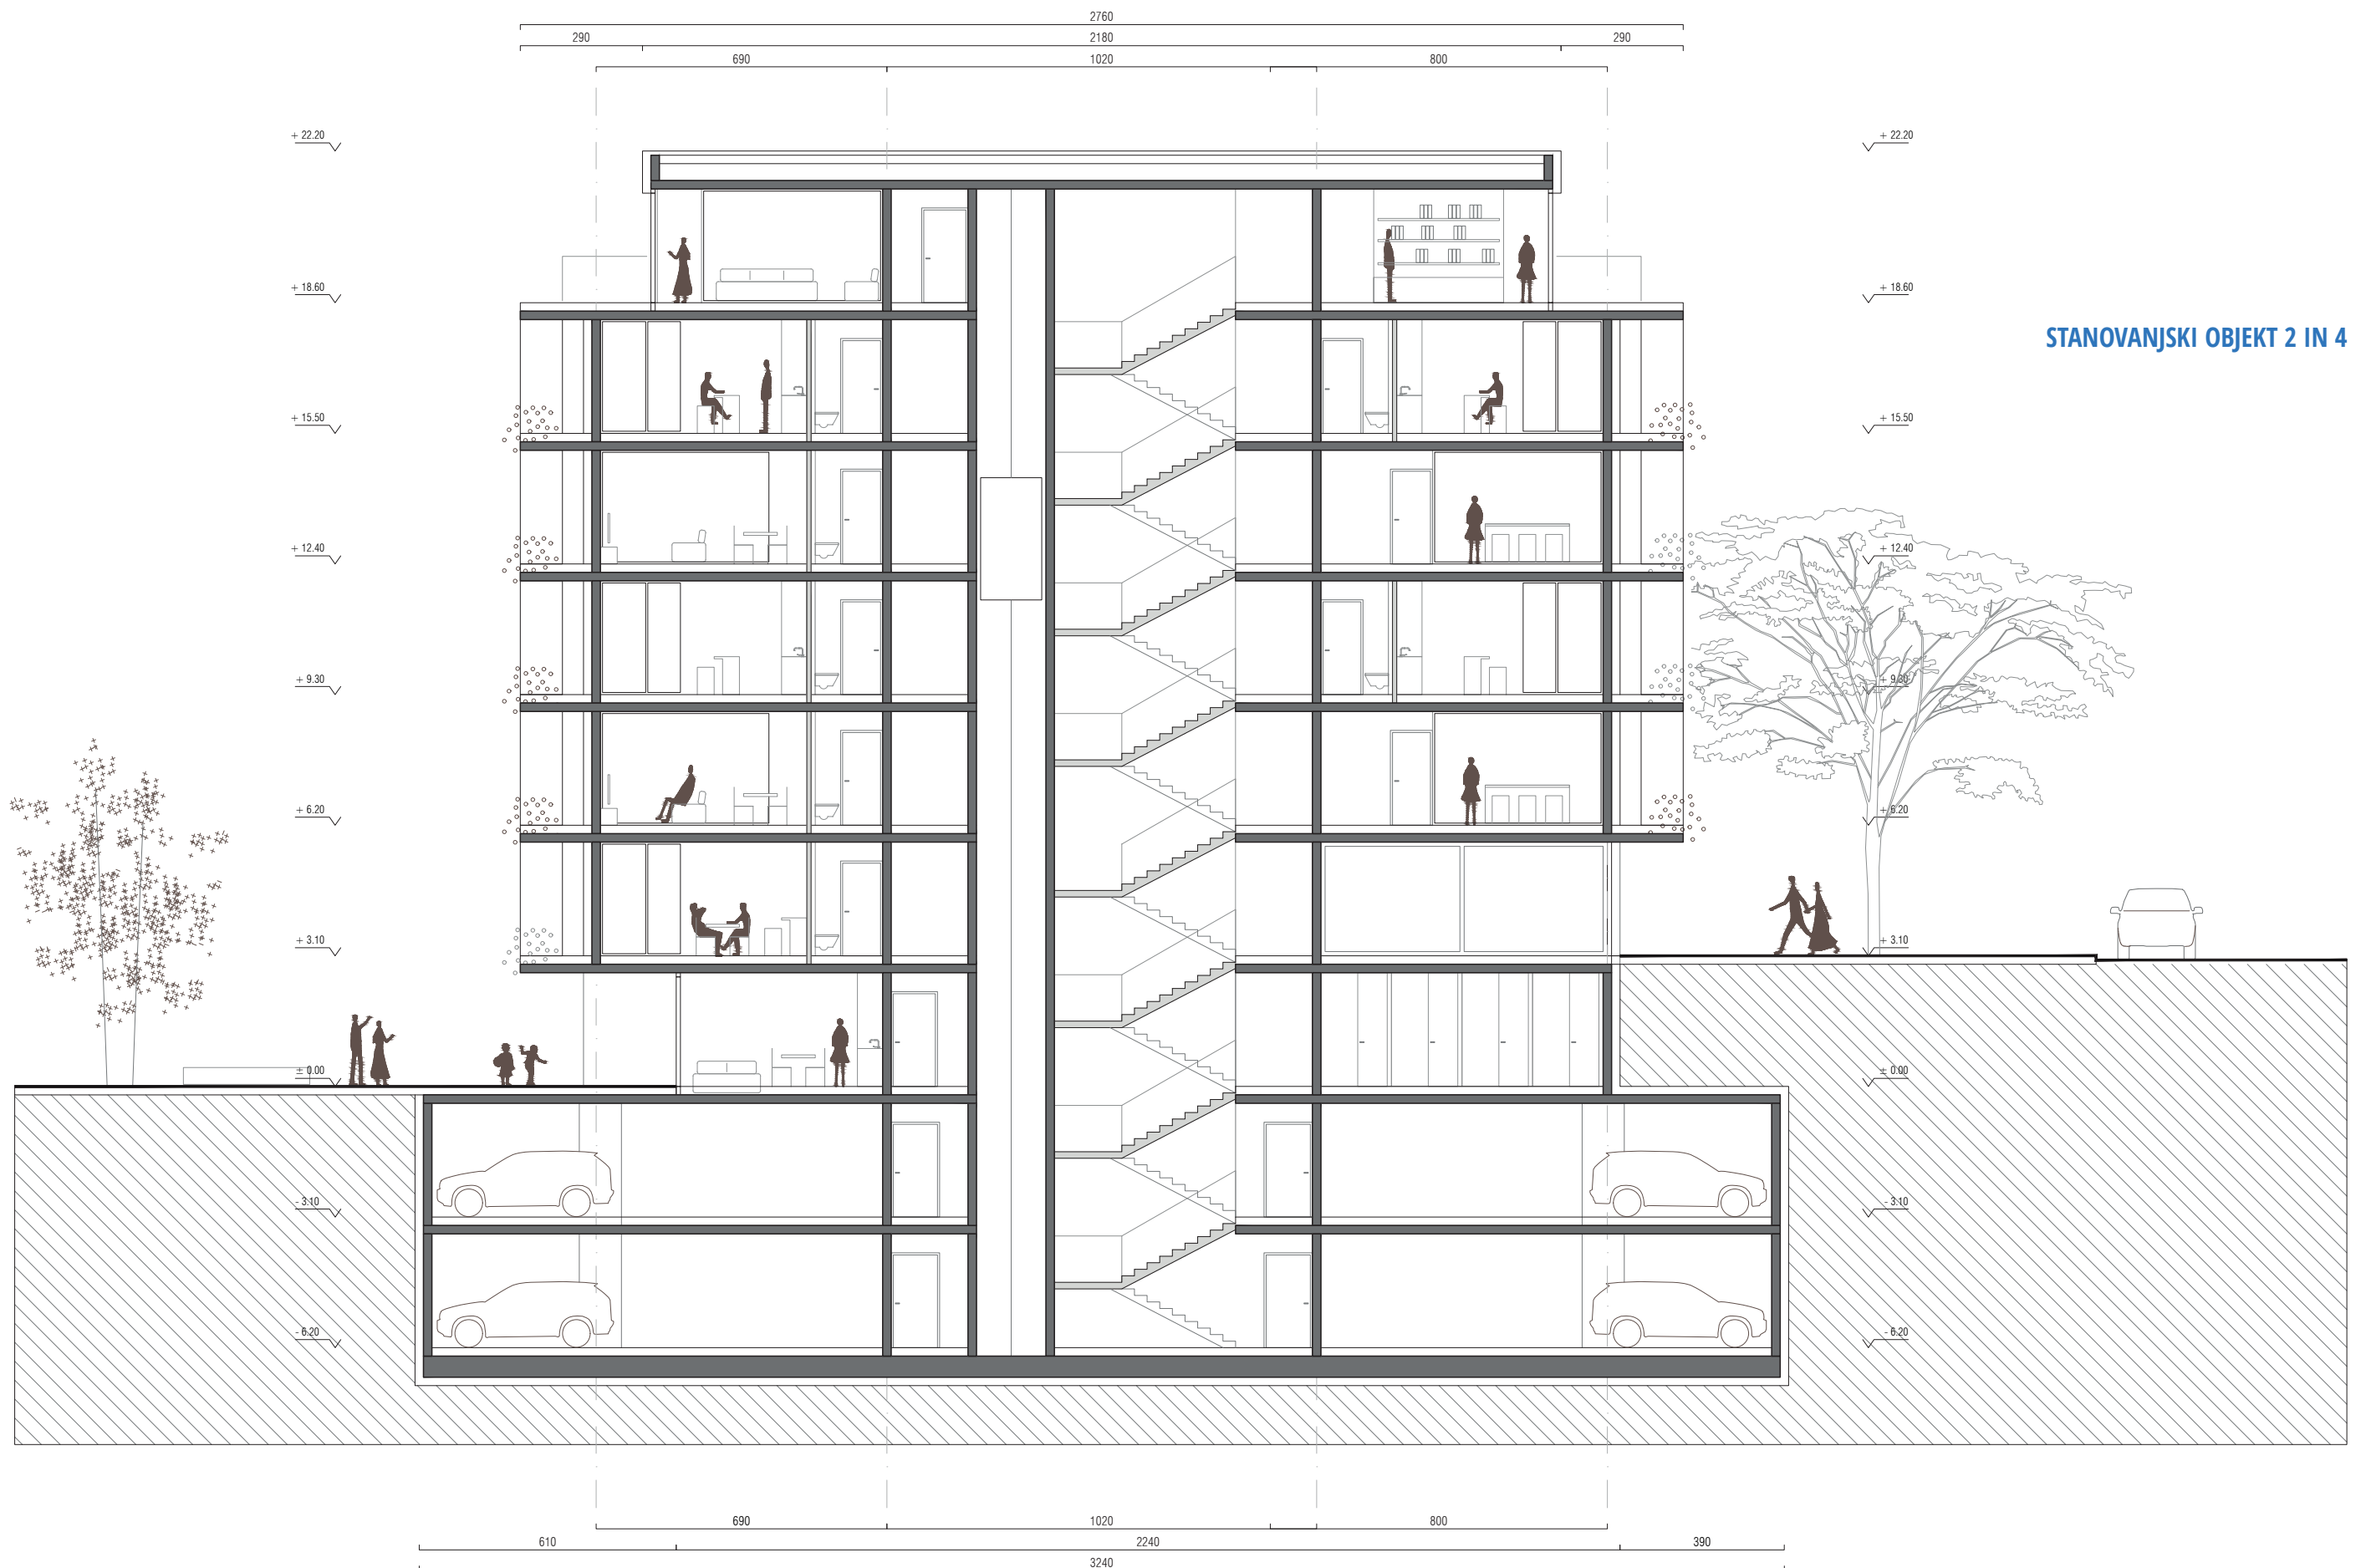 2760
290 2180 290
690 1020 800
+ 22.20 + 22.20
+ 18.60 + 18.60
STANOVANJSKI OBJEKT 2 IN 4
+ 15.50 + 15.50
+ 12.40 + 12.40
+ 9.30 + 9.30
+ 6.20 + 6.20
+ 3.10 + 3.10
± 0.00 ± 0.00
- 3.10 - 3.10
- 6.20 - 6.20
690 1020 800
610 2240 390
3240